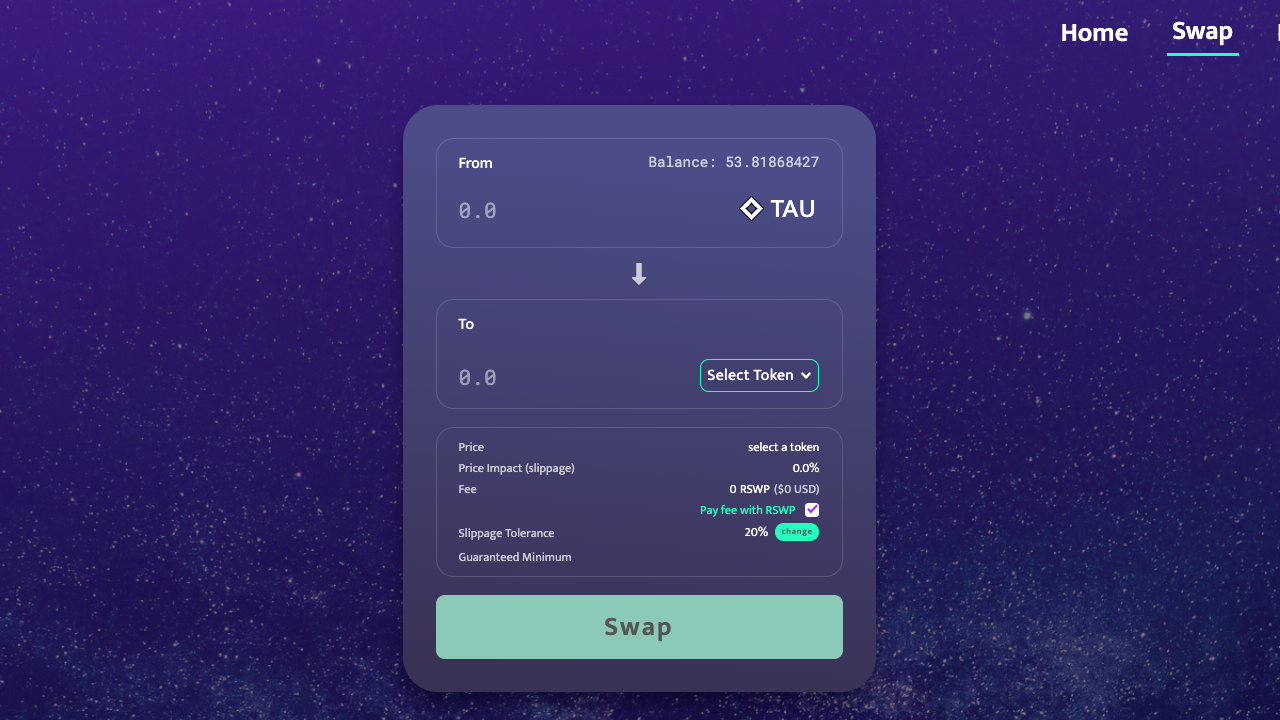 Home Swap
From Balance: 53.81868427
0.0 TAU
To
0.0 Select Token
Price select a token
Price Impact (slippage) 0.0%
Fee 0 RSWP ($0 USD)
Pay fee with RSWP
Slippage Tolerance 20% change
Guaranteed Minimum
Swap